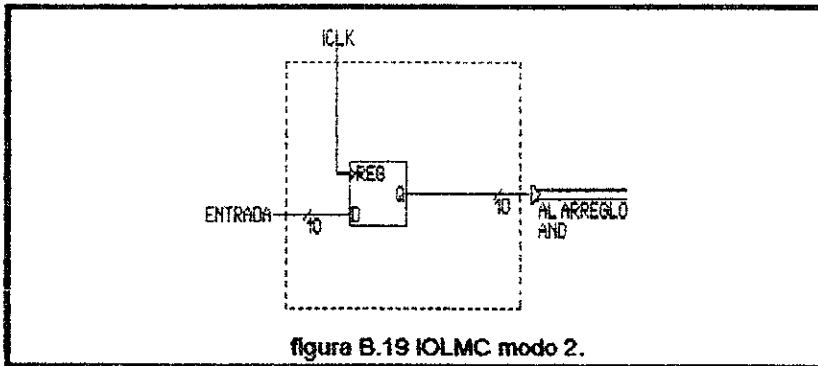 ICLK
REG
Q
ENTRADA
10
D
10
AL ARREGLO
AND
figura B.19 IOLMC modo 2.